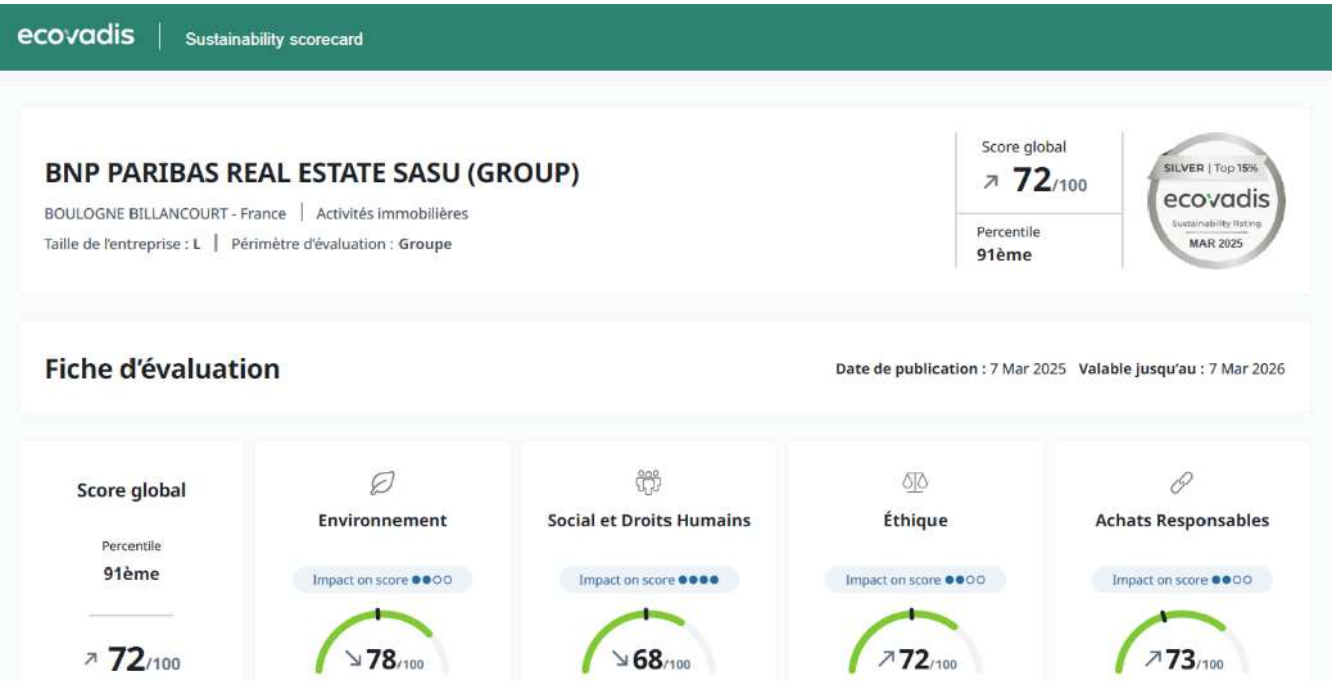 ecovadis
Sustainability scorecard
BNP PARIBAS REAL ESTATE SASU (GROUP)
BOULOGNE BILLANCOURT - France | Activités immobilières
Taille de l'entreprise : L | Périmètre d'évaluation : Groupe
Score global
72/100
Percentile
91ème
SILVER | Top 15%
ecovadis
Sustainability Rating
MAR 2025
Fiche d'évaluation
Date de publication : 7 Mar 2025 Valable jusqu'au : 7 Mar 2026
Score global
Percentile
91ème
72/100
Environnement
Impact on score
78/100
Social et Droits Humains
Impact on score
68/100
Éthique
Impact on score
72/100
Achats Responsables
Impact on score
73/100